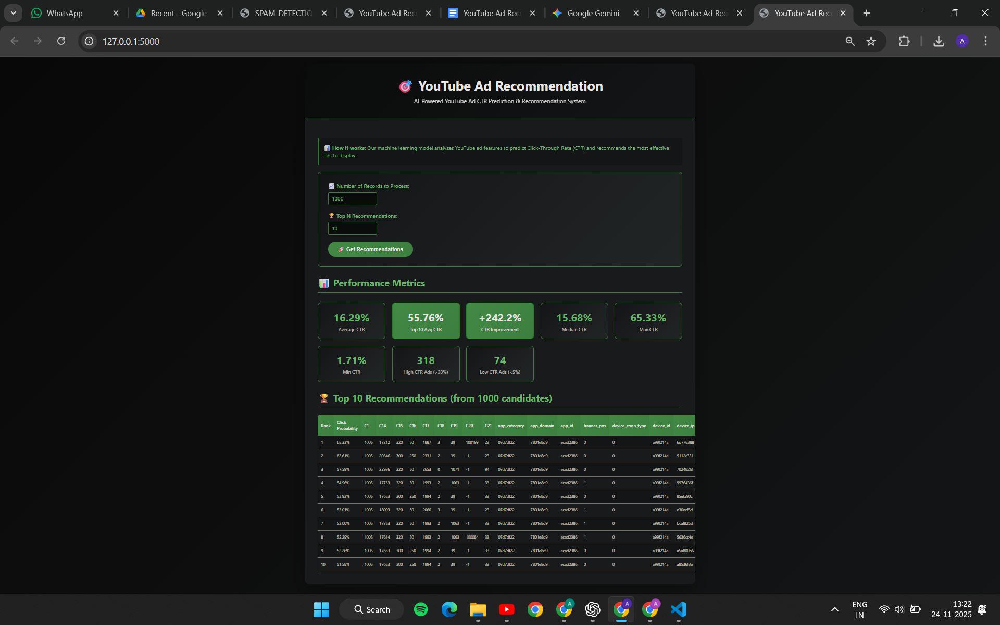 WhatsApp
Recent - Google
SPAM-DETECTIO
YouTube Ad Rec
YouTube Ad Rec
Google Gemini
YouTube Ad Rec
YouTube Ad Rec
127.0.0.1:5000
A
YouTube Ad Recommendation
AI-Powered YouTube Ad CTR Prediction & Recommendation System
How it works: Our machine learning model analyzes YouTube ad features to predict Click-Through Rate (CTR) and recommends the most effective
ads to display.
Number of Records to Process:
1000
Top N Recommendations:
10
Get Recommendations
Performance Metrics
16.29% 55.76% +242.2% 15.68% 65.33%
Average CTR Top 10 Avg CTR CTR Improvement Median CTR Max CTR
1.71% 318 74
Min CTR High CTR Ads (>20%) Low CTR Ads (<5%)
Top 10 Recommendations (from 1000 candidates)
Rank Click Probability C1 C14 C15 C16 C17 C18 C19 C20 C21 app_category app_domain app_id banner_pos device_conn_type device_id device_ip
1 65.33% 1005 17212 320 50 1887 3 39 100199 23 07d7df22 7801e8d9 ecad2386 0 0 a99f214a 6d778388
2 63.61% 1005 20346 300 250 2331 2 39 -1 23 07d7df22 7801e8d9 ecad2386 0 0 a99f214a 5112c331
3 57.59% 1005 22936 320 50 2653 0 1071 -1 94 07d7df22 7801e8d9 ecad2386 0 0 a99f214a 702482f3
4 54.96% 1005 17753 320 50 1993 2 1063 -1 33 07d7df22 7801e8d9 ecad2386 1 0 a99f214a 9976436f
5 53.93% 1005 17653 300 250 1994 2 39 -1 33 07d7df22 7801e8d9 ecad2386 0 0 a99f214a 85efa90c
6 53.01% 1005 18093 320 50 2060 3 39 -1 23 07d7df22 7801e8d9 ecad2386 1 0 a99f214a e30ecf5d
7 53.00% 1005 17753 320 50 1993 2 1063 -1 33 07d7df22 7801e8d9 ecad2386 1 0 a99f214a bca8f26d
8 52.29% 1005 17614 320 50 1993 2 1063 100084 33 07d7df22 7801e8d9 ecad2386 1 0 a99f214a 5636cc4e
9 52.26% 1005 17653 300 250 1994 2 39 -1 33 07d7df22 7801e8d9 ecad2386 0 0 a99f214a a5a800b6
10 51.58% 1005 17653 300 250 1994 2 39 -1 33 07d7df22 7801e8d9 ecad2386 0 0 a99f214a a8536f3a
Search
A
A
A
ENG
IN
13:22
24-11-2025